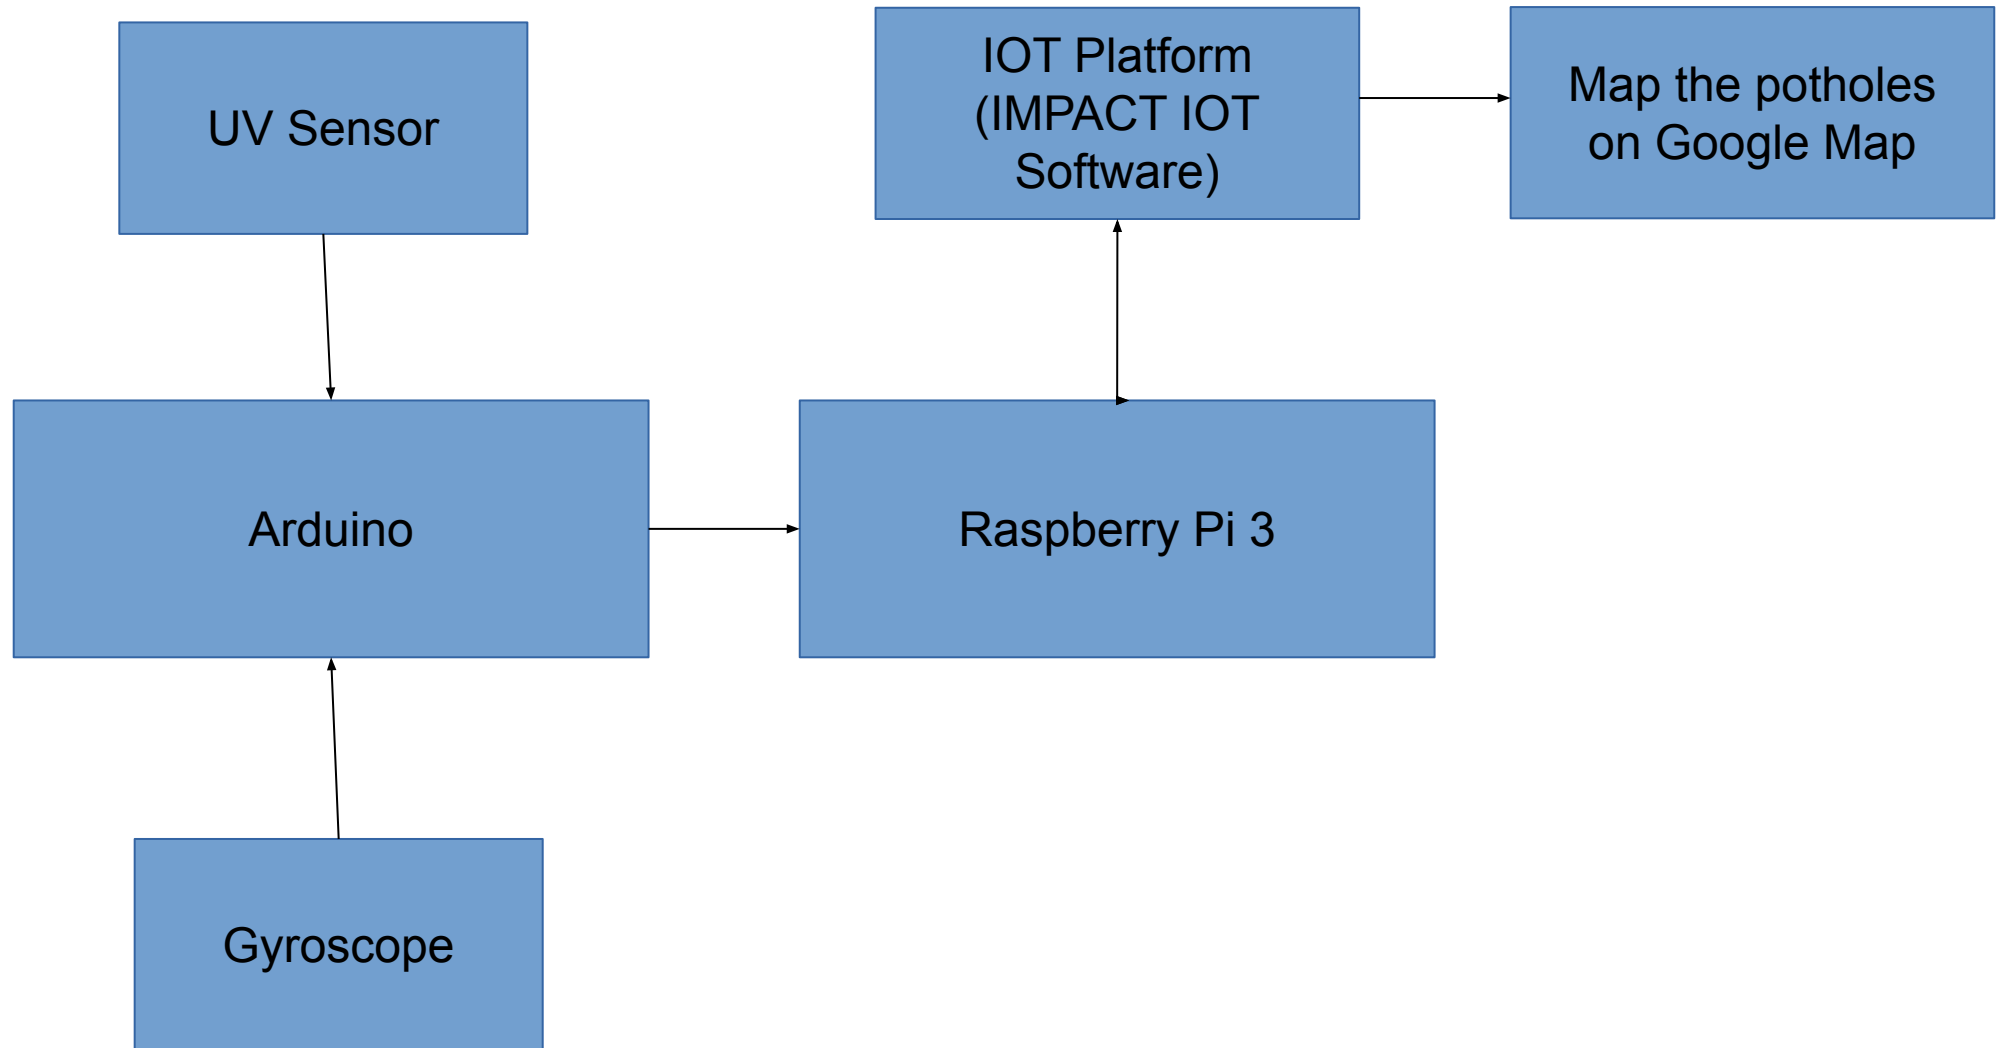 UV Sensor
IOT Platform
(IMPACT IOT
Software)
Map the potholes
on Google Map
Arduino
Raspberry Pi 3
Gyroscope